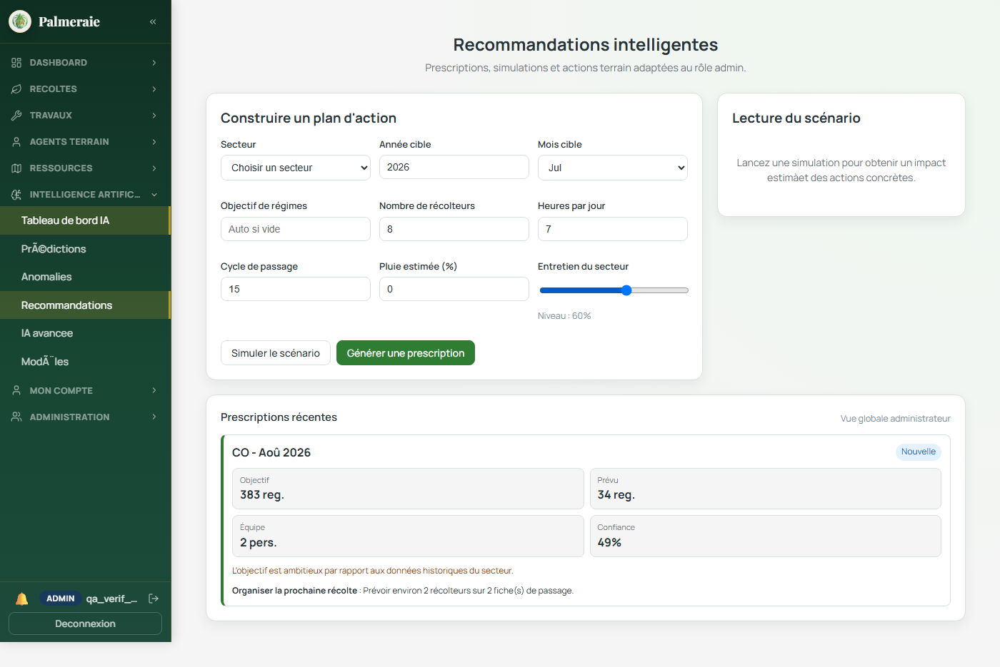 Palmeraie
«
DASHBOARD
RECOLTES
TRAVAUX
AGENTS TERRAIN
RESSOURCES
INTELLIGENCE ARTIFIC...
Tableau de bord IA
PrÃ©dictions
Anomalies
Recommandations
IA avancee
ModÃ¨les
MON COMPTE
ADMINISTRATION
ADMIN qa_verif_...
Deconnexion
Recommandations intelligentes
Prescriptions, simulations et actions terrain adaptées au rôle admin.
Construire un plan d'action
Secteur Année cible Mois cible
Choisir un secteur 2026 Jul
Objectif de régimes Nombre de récolteurs Heures par jour
Auto si vide 8 7
Cycle de passage Pluie estimée (%) Entretien du secteur
15 0
Niveau : 60%
Simuler le scénario Générer une prescription
Lecture du scénario
Lancez une simulation pour obtenir un impact
estimàet des actions concrètes.
Prescriptions récentes Vue globale administrateur
CO - Aoû 2026 Nouvelle
Objectif Prévu
383 reg. 34 reg.
Équipe Confiance
2 pers. 49%
L'objectif est ambitieux par rapport aux données historiques du secteur.
Organiser la prochaine récolte : Prévoir environ 2 récolteurs sur 2 fiche(s) de passage.